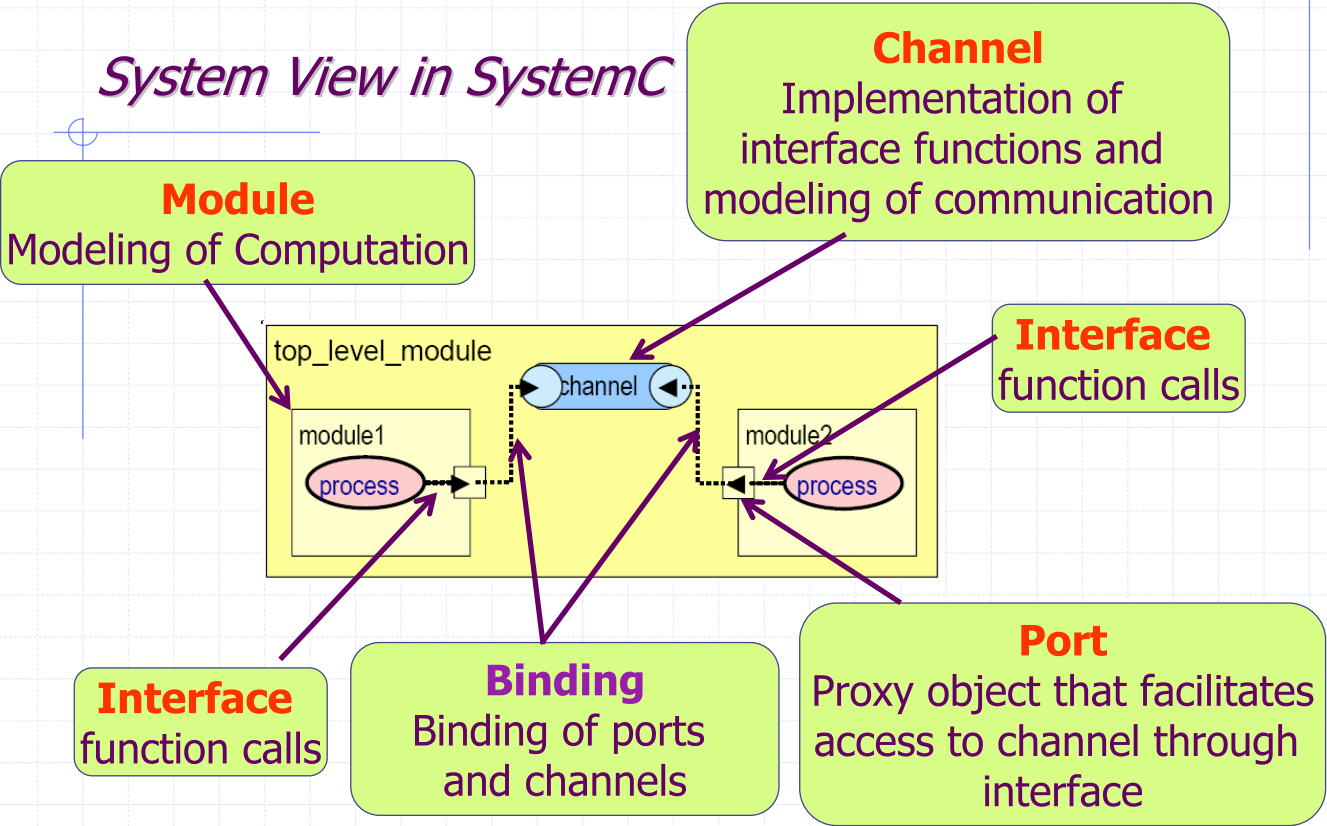 System View in SystemC
Channel
Implementation of
interface functions and
modeling of communication
Module
Modeling of Computation
Interface
function calls
top_level_module
channel
module1
process
module2
process
Interface
function calls
Binding
Binding of ports
and channels
Port
Proxy object that facilitates
access to channel through
interface